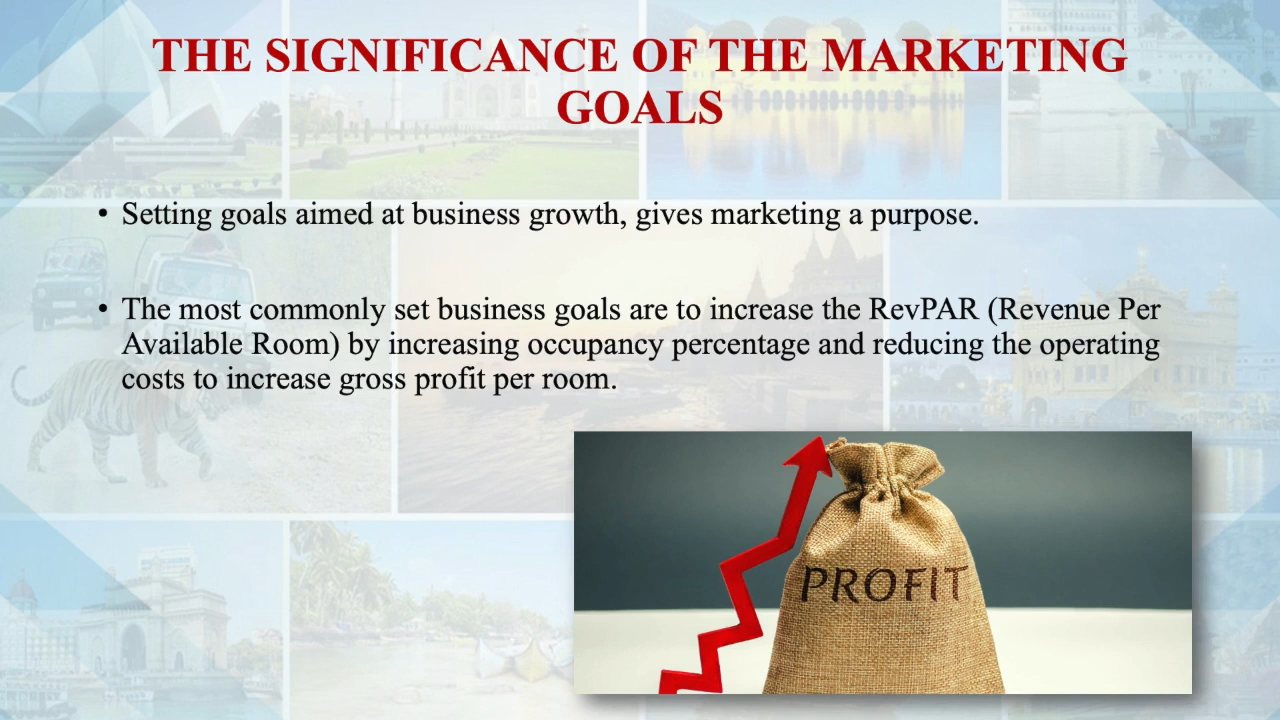 THE SIGNIFICANCE OF THE MARKETING
GOALS
• Setting goals aimed at business growth, gives marketing a purpose.
• The most commonly set business goals are to increase the RevPAR (Revenue Per
Available Room) by increasing occupancy percentage and reducing the operating
costs to increase gross profit per room.
PROFIT